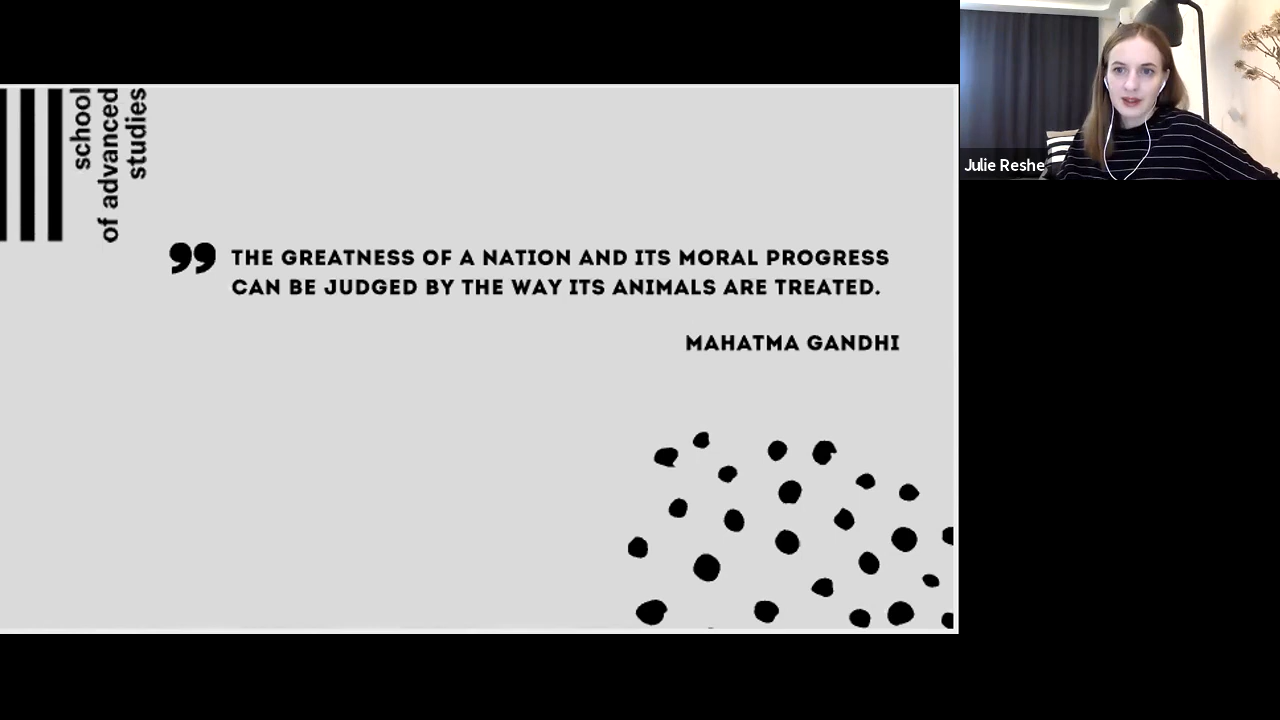 school
of advanced
studies
THE GREATNESS OF A NATION AND ITS MORAL PROGRESS
CAN BE JUDGED BY THE WAY ITS ANIMALS ARE TREATED.
MAHATMA GANDHI
Julie Reshe